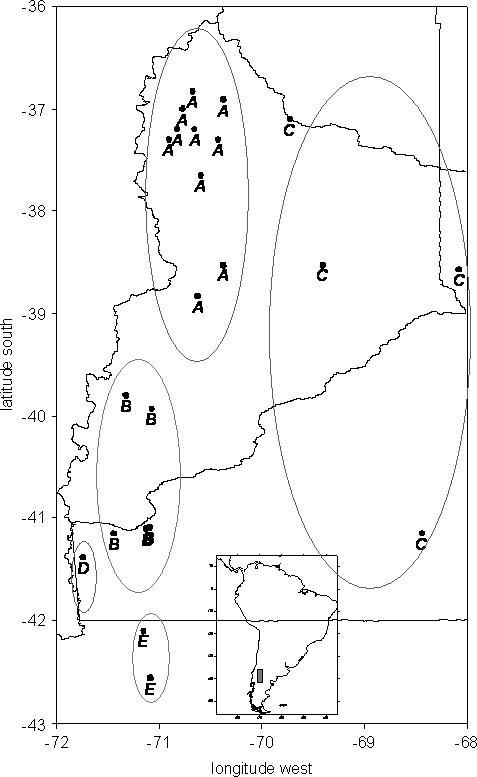 -36
A
A
-37
A
C
A
A
A
A
A
-38
A
C
C
A
-39
latitude south
-40
B
B
-41
B
B
C
D
-42
E
E
-43
-72
-71
-70
-69
-68
longitude west